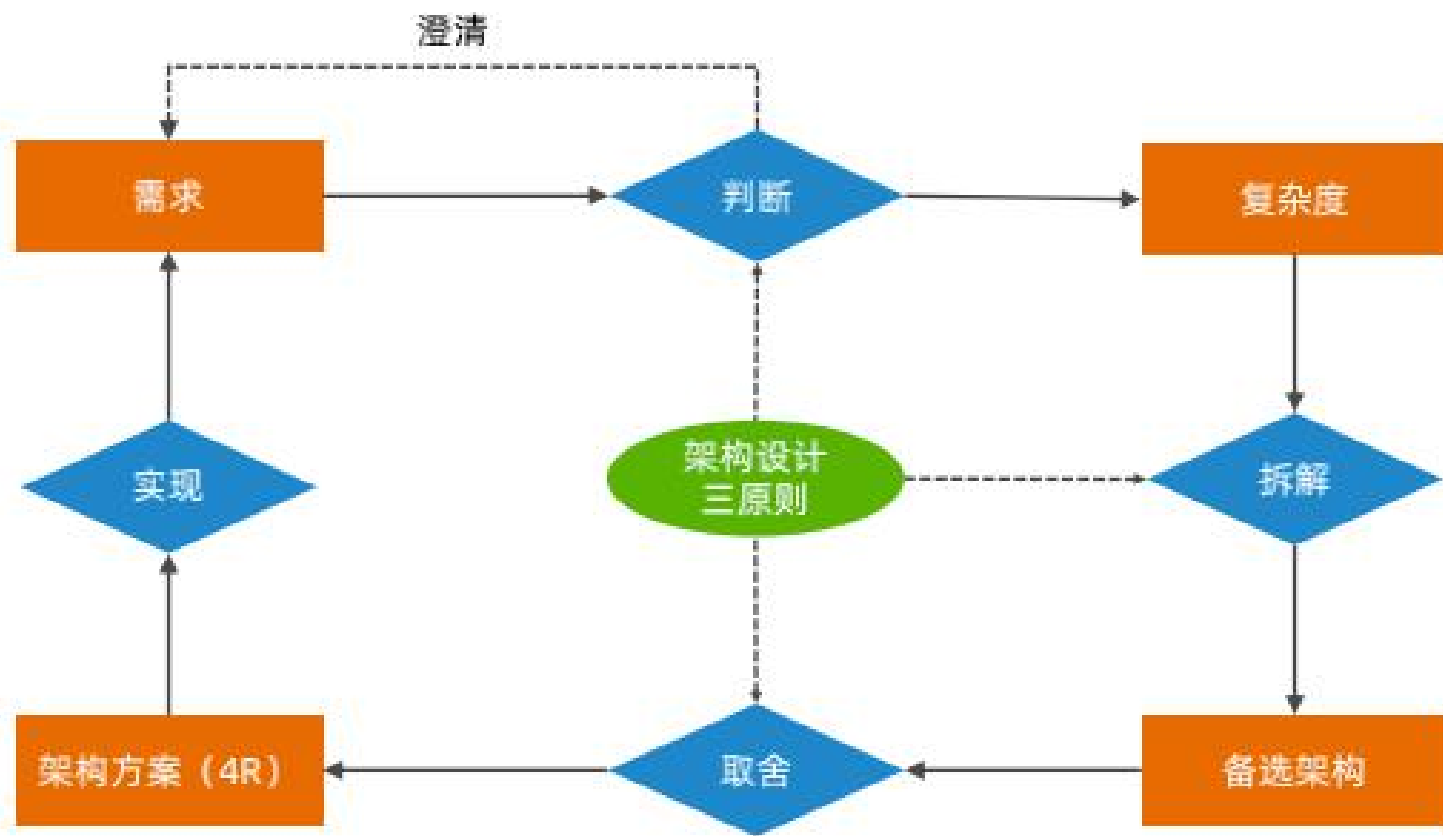 澄清
需求
判断
复杂度
架构设计
三原则
实现
拆解
架构方案（4R）
取舍
备选架构